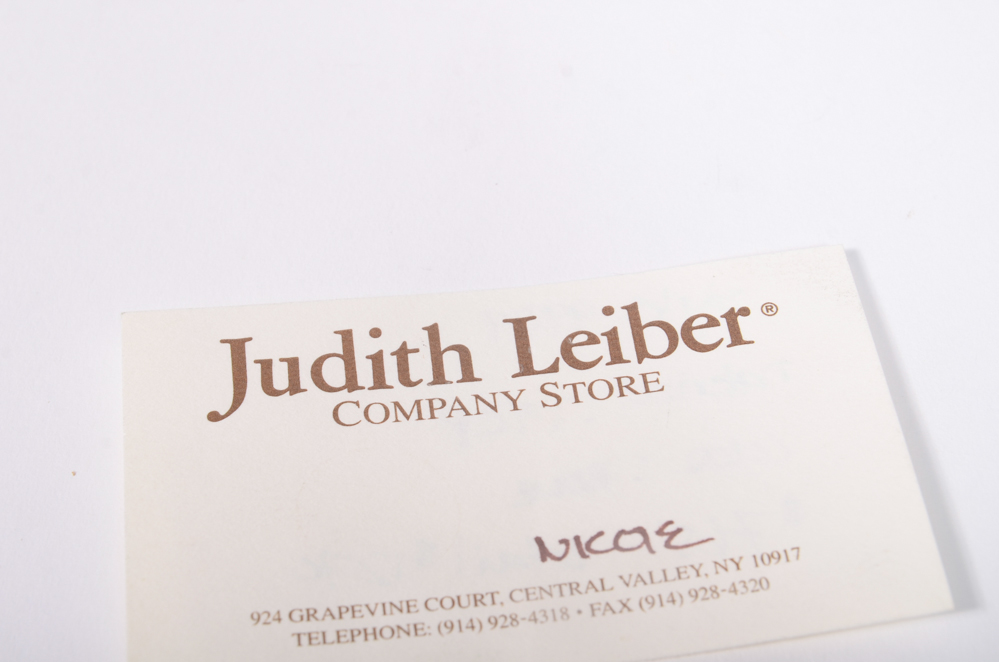 Judith Leiber®
COMPANY STORE
NICOLE
924 GRAPEVINE COURT, CENTRAL VALLEY, NY 10917
TELEPHONE: (914) 928-4318 • FAX (914) 928-4320